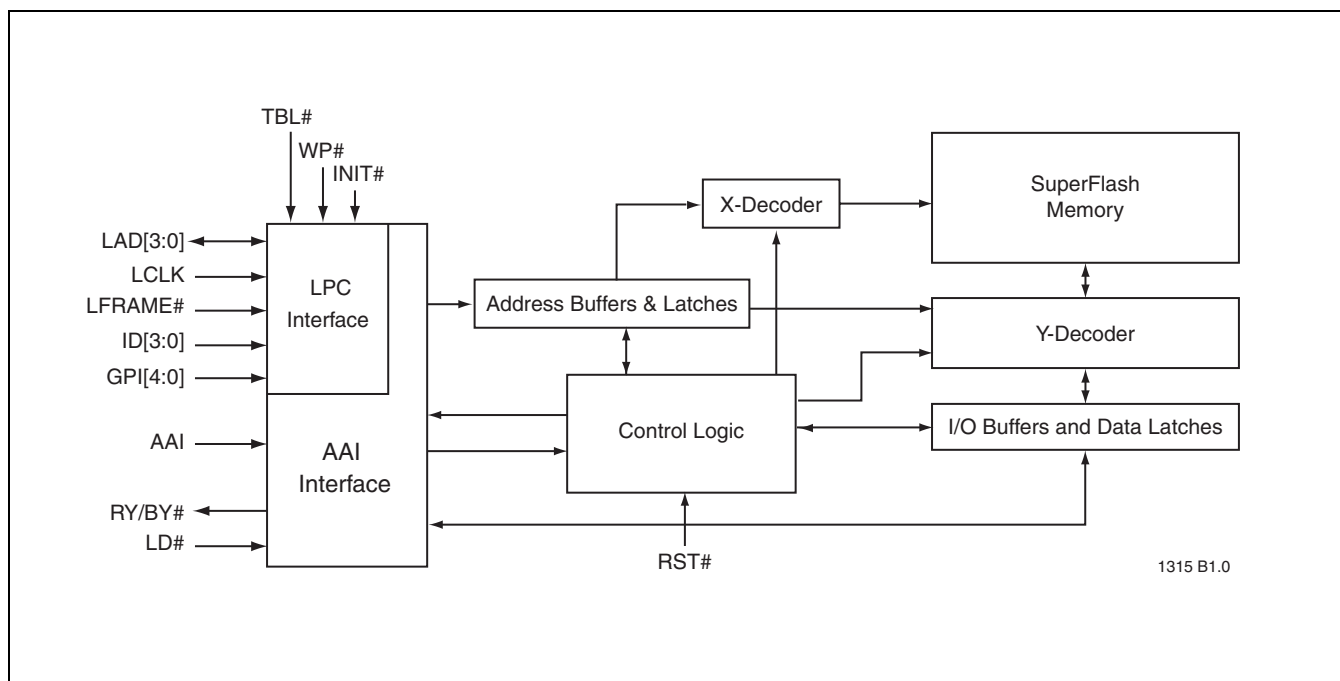 TBL#
WP#
INIT#
LAD[3:0]
LCLK
LFRAME#
ID[3:0]
GPI[4:0]
AAI
RY/BY#
LD#
LPC
Interface
AAI
Interface
Address Buffers & Latches
X-Decoder
Control Logic
RST#
SuperFlash
Memory
Y-Decoder
I/O Buffers and Data Latches
1315 B1.0